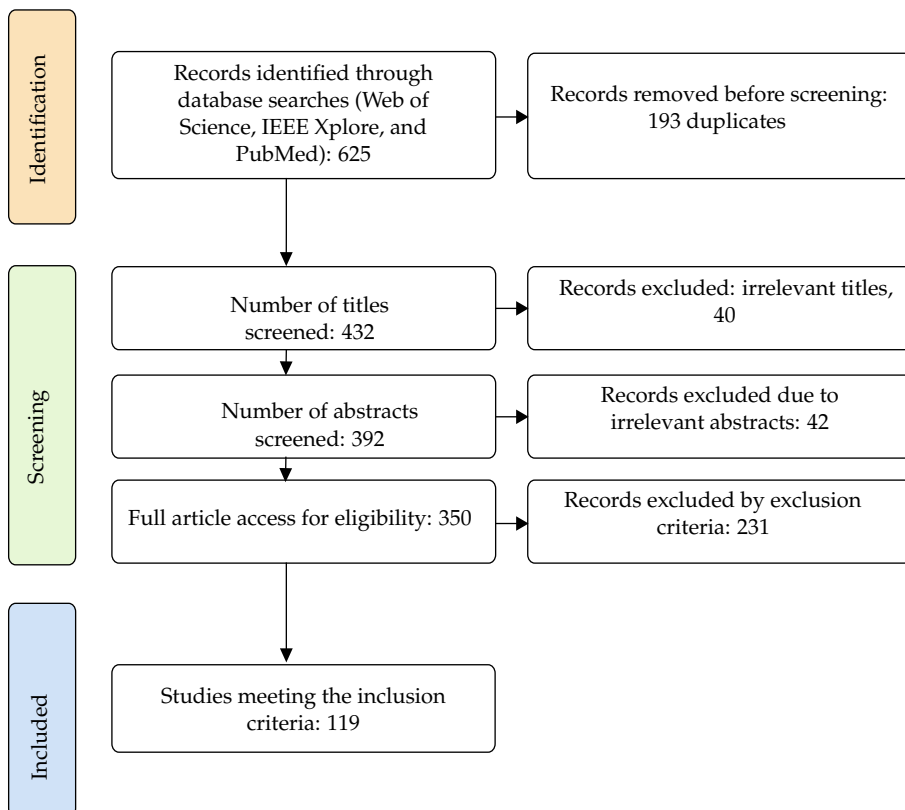 Identification
Records identified through
database searches (Web of
Science, IEEE Xplore, and
PubMed): 625
Records removed before screening:
193 duplicates
Screening
Number of titles
screened: 432
Records excluded: irrelevant titles,
40
Number of abstracts
screened: 392
Records excluded due to
irrelevant abstracts: 42
Full article access for eligibility: 350
Records excluded by exclusion
criteria: 231
Included
Studies meeting the inclusion
criteria: 119